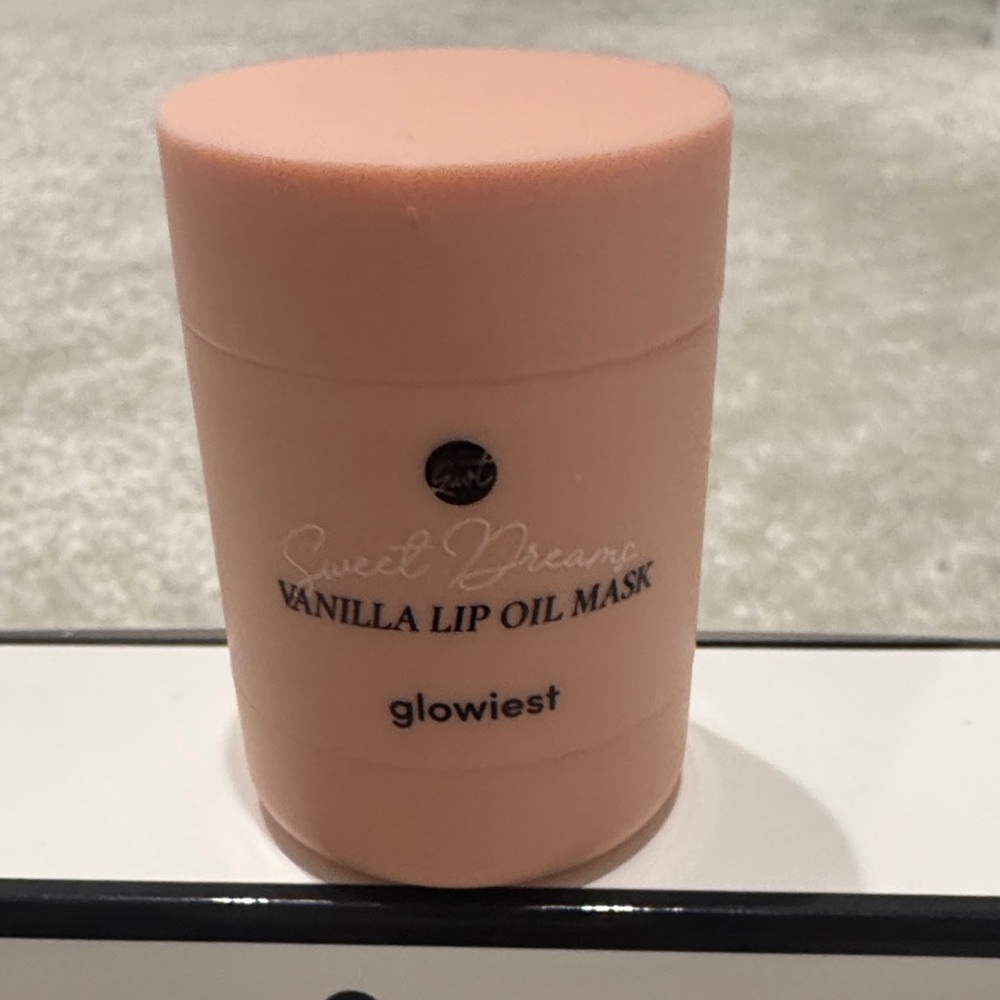 Sweet Dreams
VANILLA LIP OIL MASK
glowiest